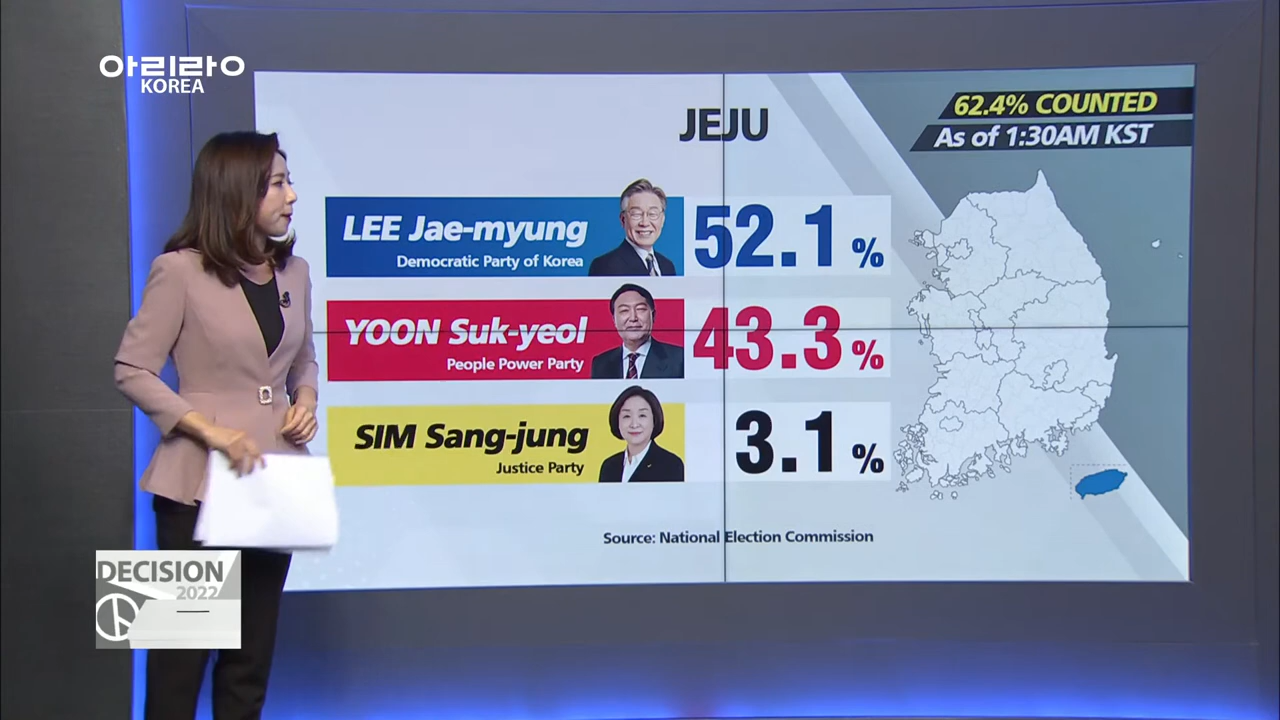 아리랑
KOREA
JEJU
62.4% COUNTED
As of 1:30AM KST
LEE Jae-myung
Democratic Party of Korea
52.1 %
YOON Suk-yeol
People Power Party
43.3 %
SIM Sang-jung
Justice Party
3.1 %
Source: National Election Commission
DECISION
2022